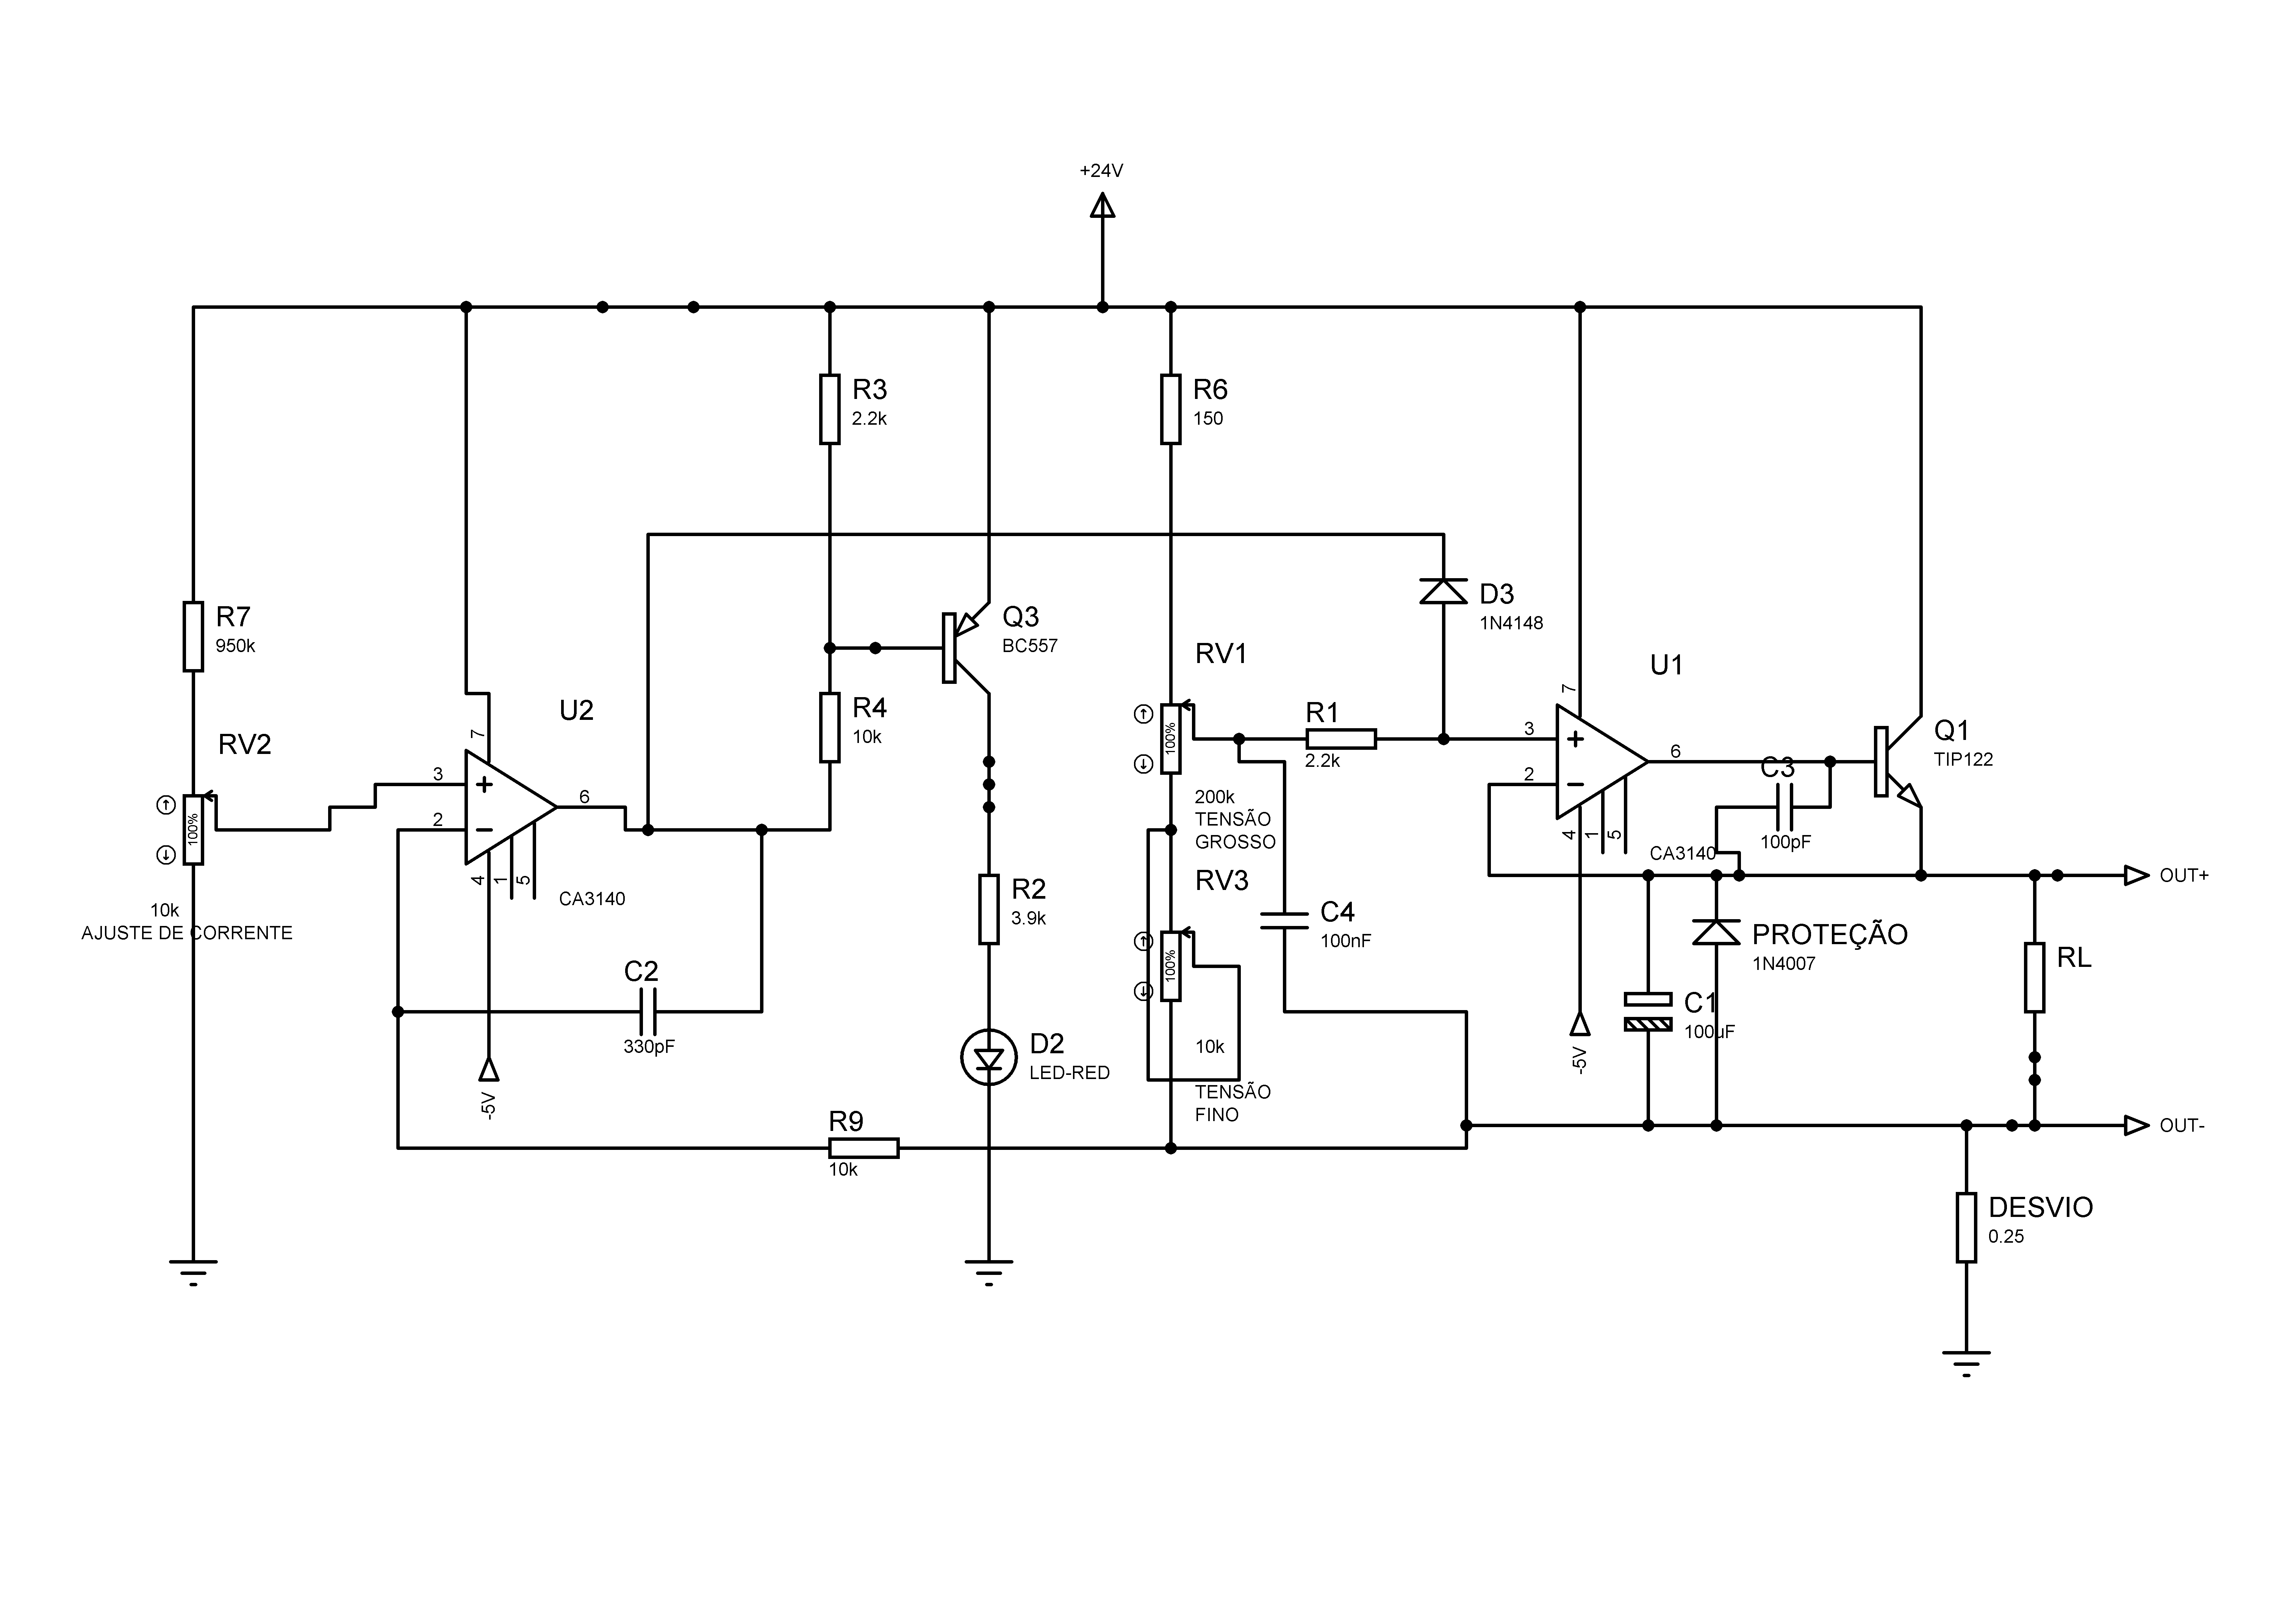 +24V
R3
2.2k
R6
150
R7
950k
Q3
BC557
D3
1N4148
RV1
U1
7
U2
7
R4
10k
R1
2.2k
3
2
6
4
1
5
CA3140
Q1
TIP122
C3
100pF
RV2
100%
3
2
6
4
1
5
CA3140
100%
200k
TENSÃO
GROSSO
RV3
10k
AJUSTE DE CORRENTE
R2
3.9k
C4
100nF
OUT+
PROTEÇÃO
1N4007
RL
C2
330pF
100%
C1
100uF
D2
LED-RED
10k
TENSÃO
FINO
-5V
-5V
R9
10k
OUT-
DESVIO
0.25